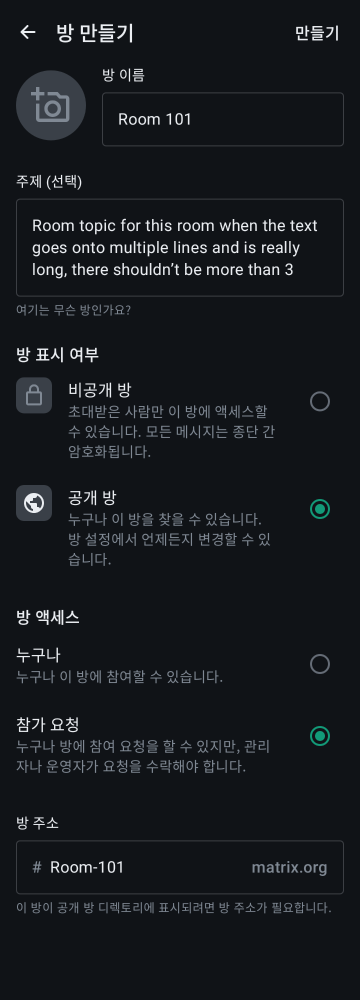 방 만들기
만들기
방 이름
Room 101
주제 (선택)
Room topic for this room when the text
goes onto multiple lines and is really
long, there shouldn’t be more than 3
여기는 무슨 방인가요?
방 표시 여부
비공개 방
초대받은 사람만 이 방에 액세스할
수 있습니다. 모든 메시지는 종단 간
암호화됩니다.
공개 방
누구나 이 방을 찾을 수 있습니다.
방 설정에서 언제든지 변경할 수 있
습니다.
방 액세스
누구나
누구나 이 방에 참여할 수 있습니다.
참가 요청
누구나 방에 참여 요청을 할 수 있지만, 관리
자나 운영자가 요청을 수락해야 합니다.
방 주소
# Room-101 matrix.org
이 방이 공개 방 디렉토리에 표시되려면 방 주소가 필요합니다.